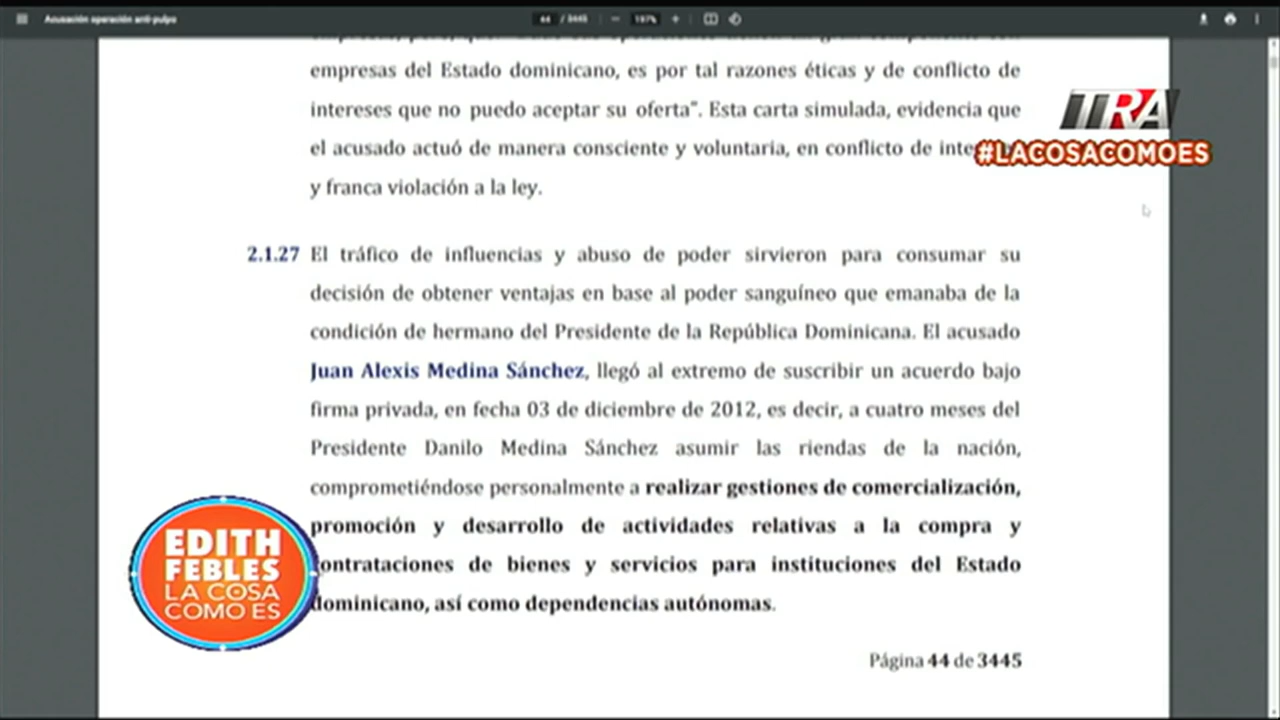 Acusación operación anti-pulpo
44 / 3445
197%
empresas del Estado dominicano, es por tal razones éticas y de conflicto de
intereses que no puedo aceptar su oferta". Esta carta simulada, evidencia que
el acusado actuó de manera consciente y voluntaria, en conflicto de
y franca violación a la ley.
TRA
#LACOSACOMOES
2.1.27 El tráfico de influencias y abuso de poder sirvieron para consumar su
decisión de obtener ventajas en base al poder sanguíneo que emanaba de la
condición de hermano del Presidente de la República Dominicana. El acusado
Juan Alexis Medina Sánchez, llegó al extremo de suscribir un acuerdo bajo
firma privada, en fecha 03 de diciembre de 2012, es decir, a cuatro meses del
Presidente Danilo Medina Sánchez asumir las riendas de la nación,
comprometiéndose personalmente a realizar gestiones de comercialización,
promoción y desarrollo de actividades relativas a la compra y
contrataciones de bienes y servicios para instituciones del Estado
dominicano, así como dependencias autónomas.
EDITH
FEBLES
LA COSA
COMO ES
Página 44 de 3445